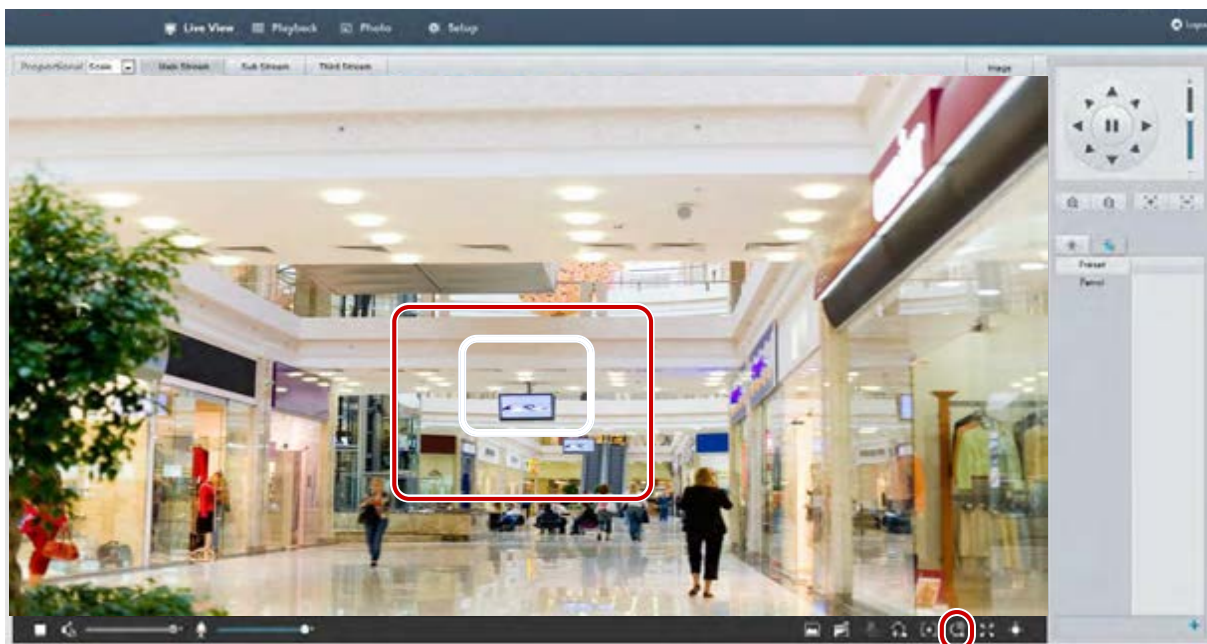 Live View Playback Photo Setup
Proportional Scale Main Stream Sub Stream Third Stream Image
Preset
Patrol